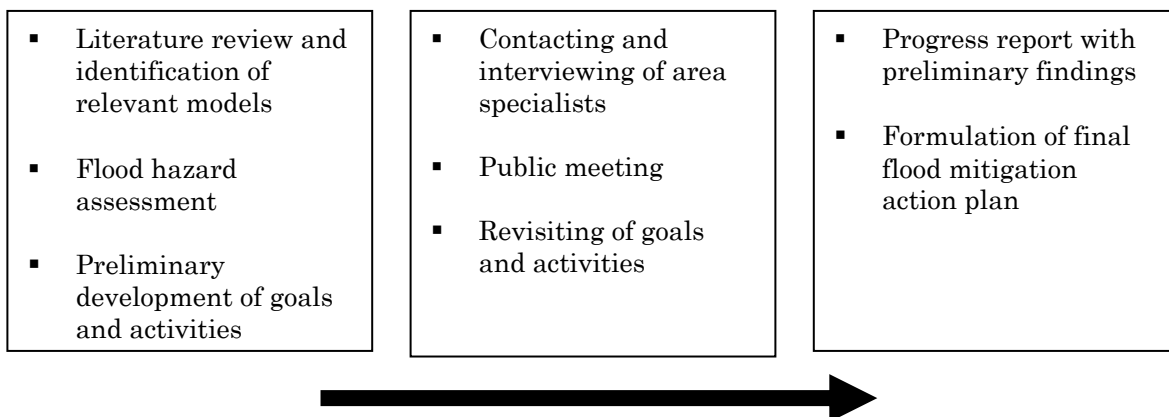 ▪ Literature review and
identification of
relevant models
▪ Flood hazard
assessment
▪ Preliminary
development of goals
and activities
▪ Contacting and
interviewing of area
specialists
▪ Public meeting
▪ Revisiting of goals
and activities
▪ Progress report with
preliminary findings
▪ Formulation of final
flood mitigation
action plan